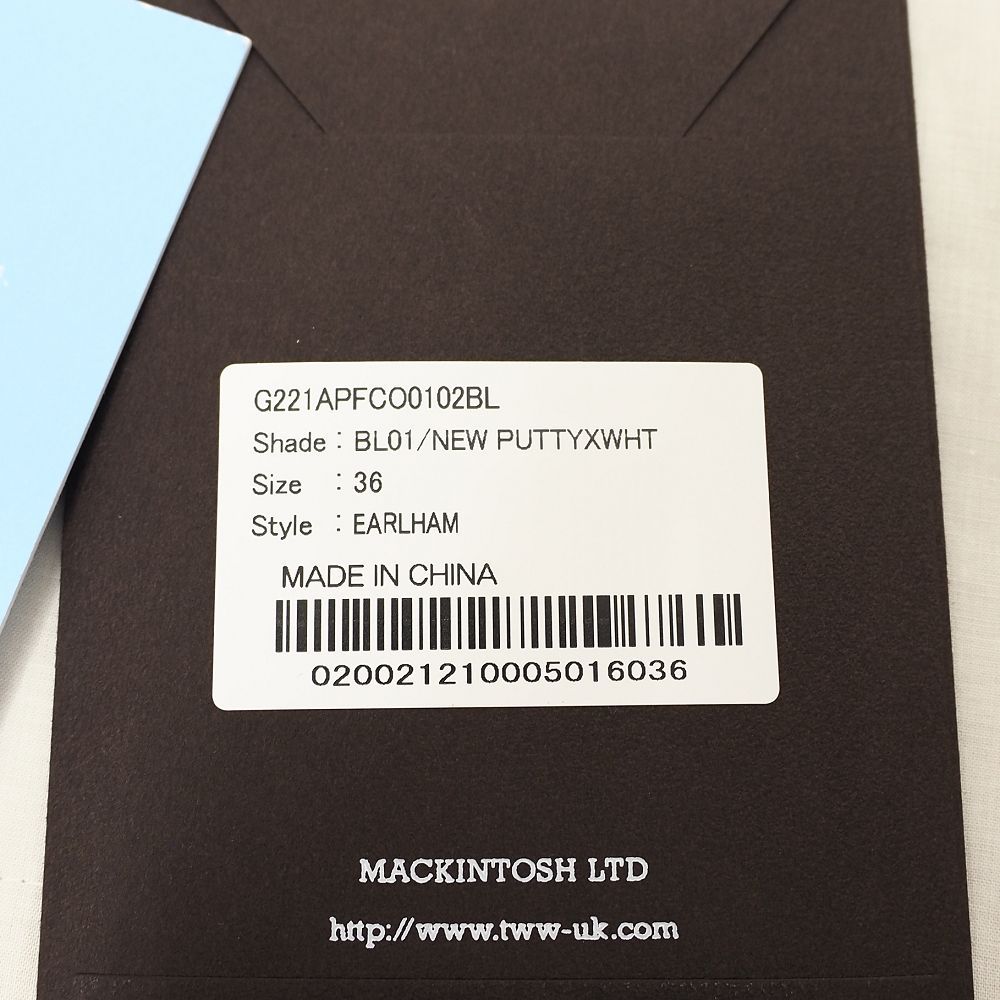 G221APFCO0102BL
Shade : BL01/NEW PUTTYXWHT
Size : 36
Style : EARLHAM
MADE IN CHINA
0200212100005016036
MACKINTOSH LTD
http://www.tww-uk.com